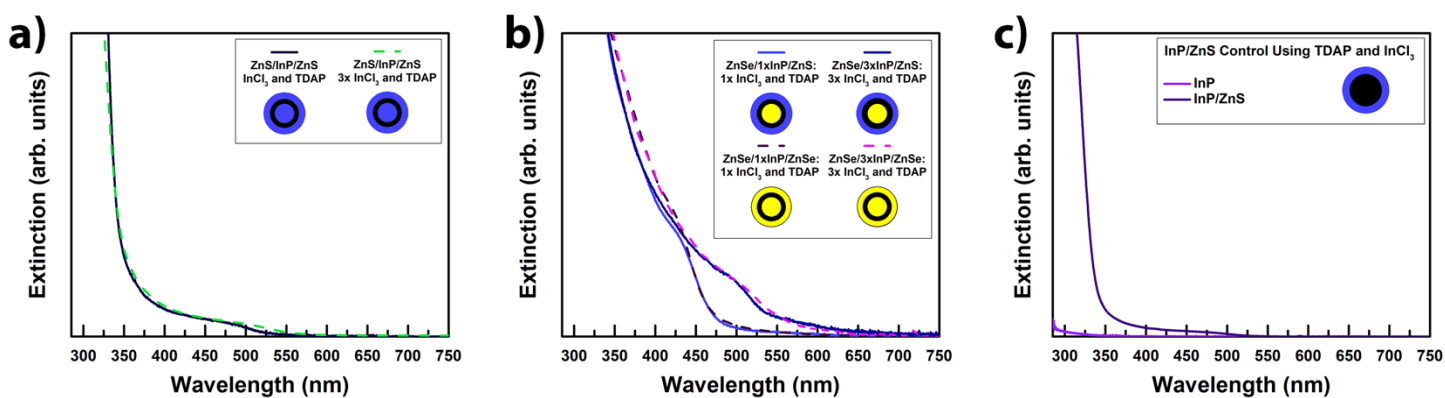 a)
Extinction (arb. units)
ZnS/InP/ZnS
InCl3 and TDAP
ZnS/InP/ZnS
3x InCl3 and TDAP
300 350 400 450 500 550 600 650 700 750
Wavelength (nm)
b)
Extinction (arb. units)
ZnSe/1xInP/ZnS:
1x InCl3 and TDAP
ZnSe/3xInP/ZnS:
3x InCl3 and TDAP
ZnSe/1xInP/ZnSe:
1x InCl3 and TDAP
ZnSe/3xInP/ZnSe:
3x InCl3 and TDAP
300 350 400 450 500 550 600 650 700 750
Wavelength (nm)
c)
Extinction (arb. units)
InP/ZnS Control Using TDAP and InCl3
InP
InP/ZnS
300 350 400 450 500 550 600 650 700 750
Wavelength (nm)